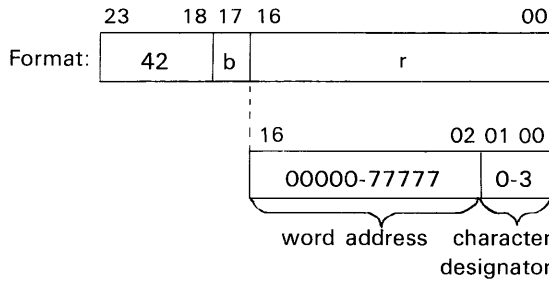 23 18 17 16 00
Format: 42 b r
16 02 01 00
00000-77777 0-3
word address character
designator